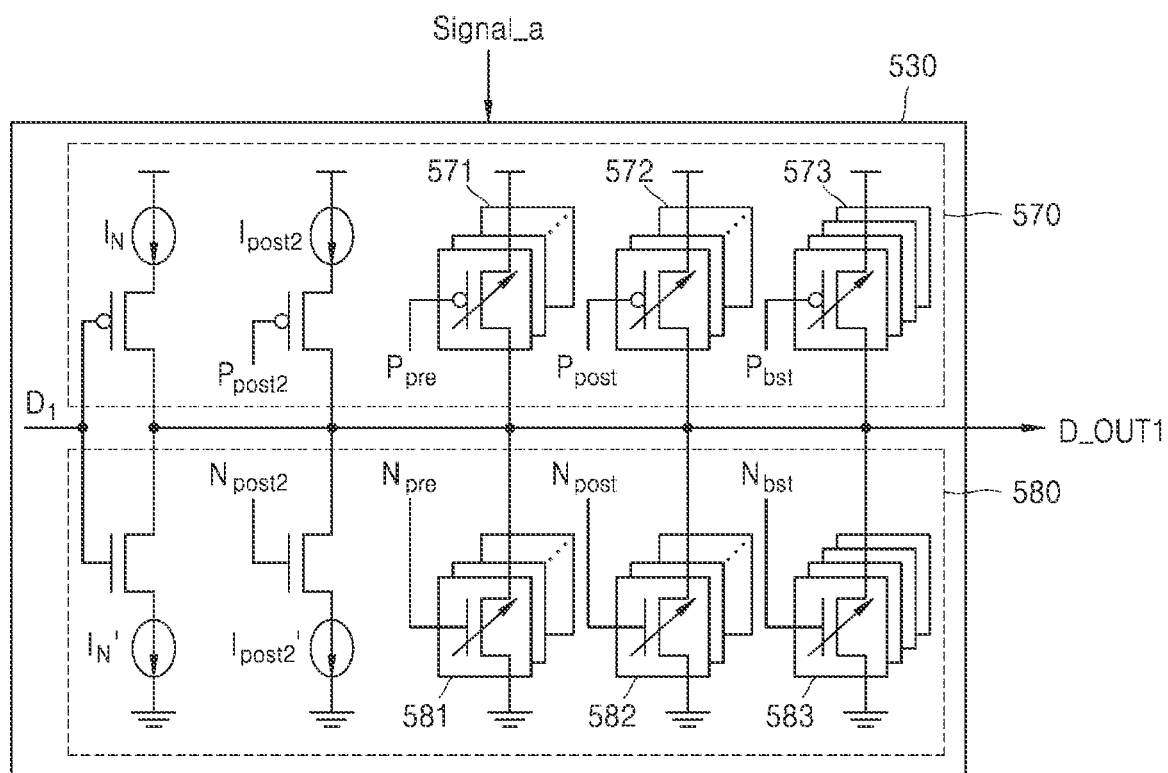 Signal_a
530
571
572
573
570
I_N
I_post2
P_post2
P_pre
P_post
P_bst
D_1
D_OUT1
N_post2
N_pre
N_post
N_bst
580
I_N'
I_post2'
581
582
583